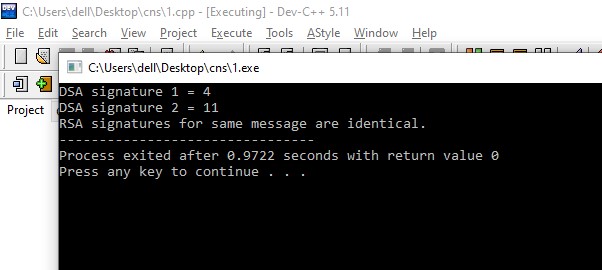 C:\Users\dell\Desktop\cns\1.cpp - [Executing] - Dev-C++ 5.11
File Edit Search View Project Execute Tools AStyle Window Help
C:\Users\dell\Desktop\cns\1.exe
Project
DSA signature 1 = 4
DSA signature 2 = 11
RSA signatures for same message are identical.
--------------------------------
Process exited after 0.9722 seconds with return value 0
Press any key to continue . . .